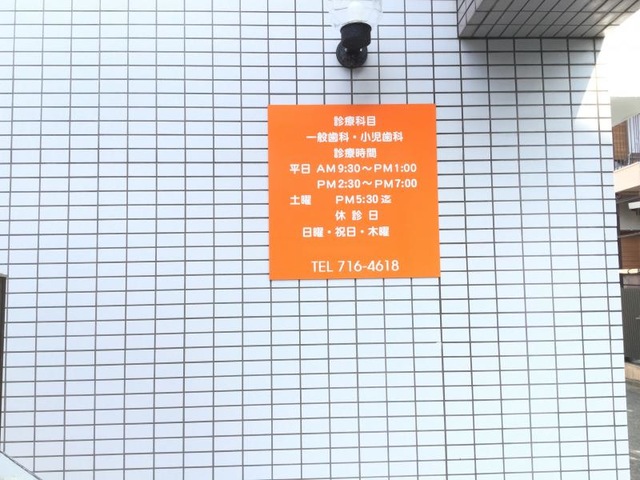 診療科目
一般歯科・小児歯科
診療時間
平日 AM9:30～PM1:00
PM2:30～PM7:00
土曜 PM5:30迄
休診日
日曜・祝日・木曜
TEL 716-4618